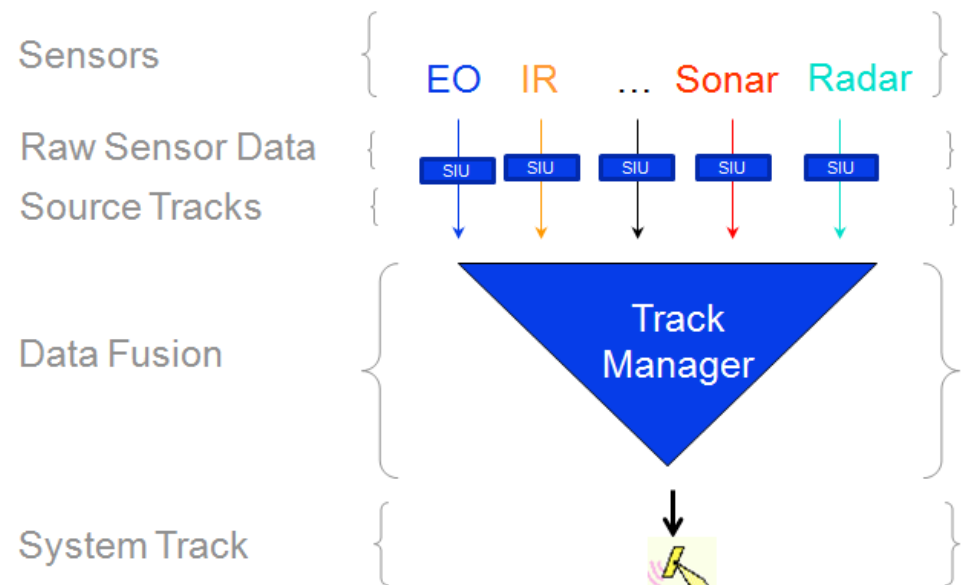 Sensors
EO IR ... Sonar Radar
Raw Sensor Data
SIU SIU SIU SIU SIU
Source Tracks
Data Fusion
Track
Manager
System Track